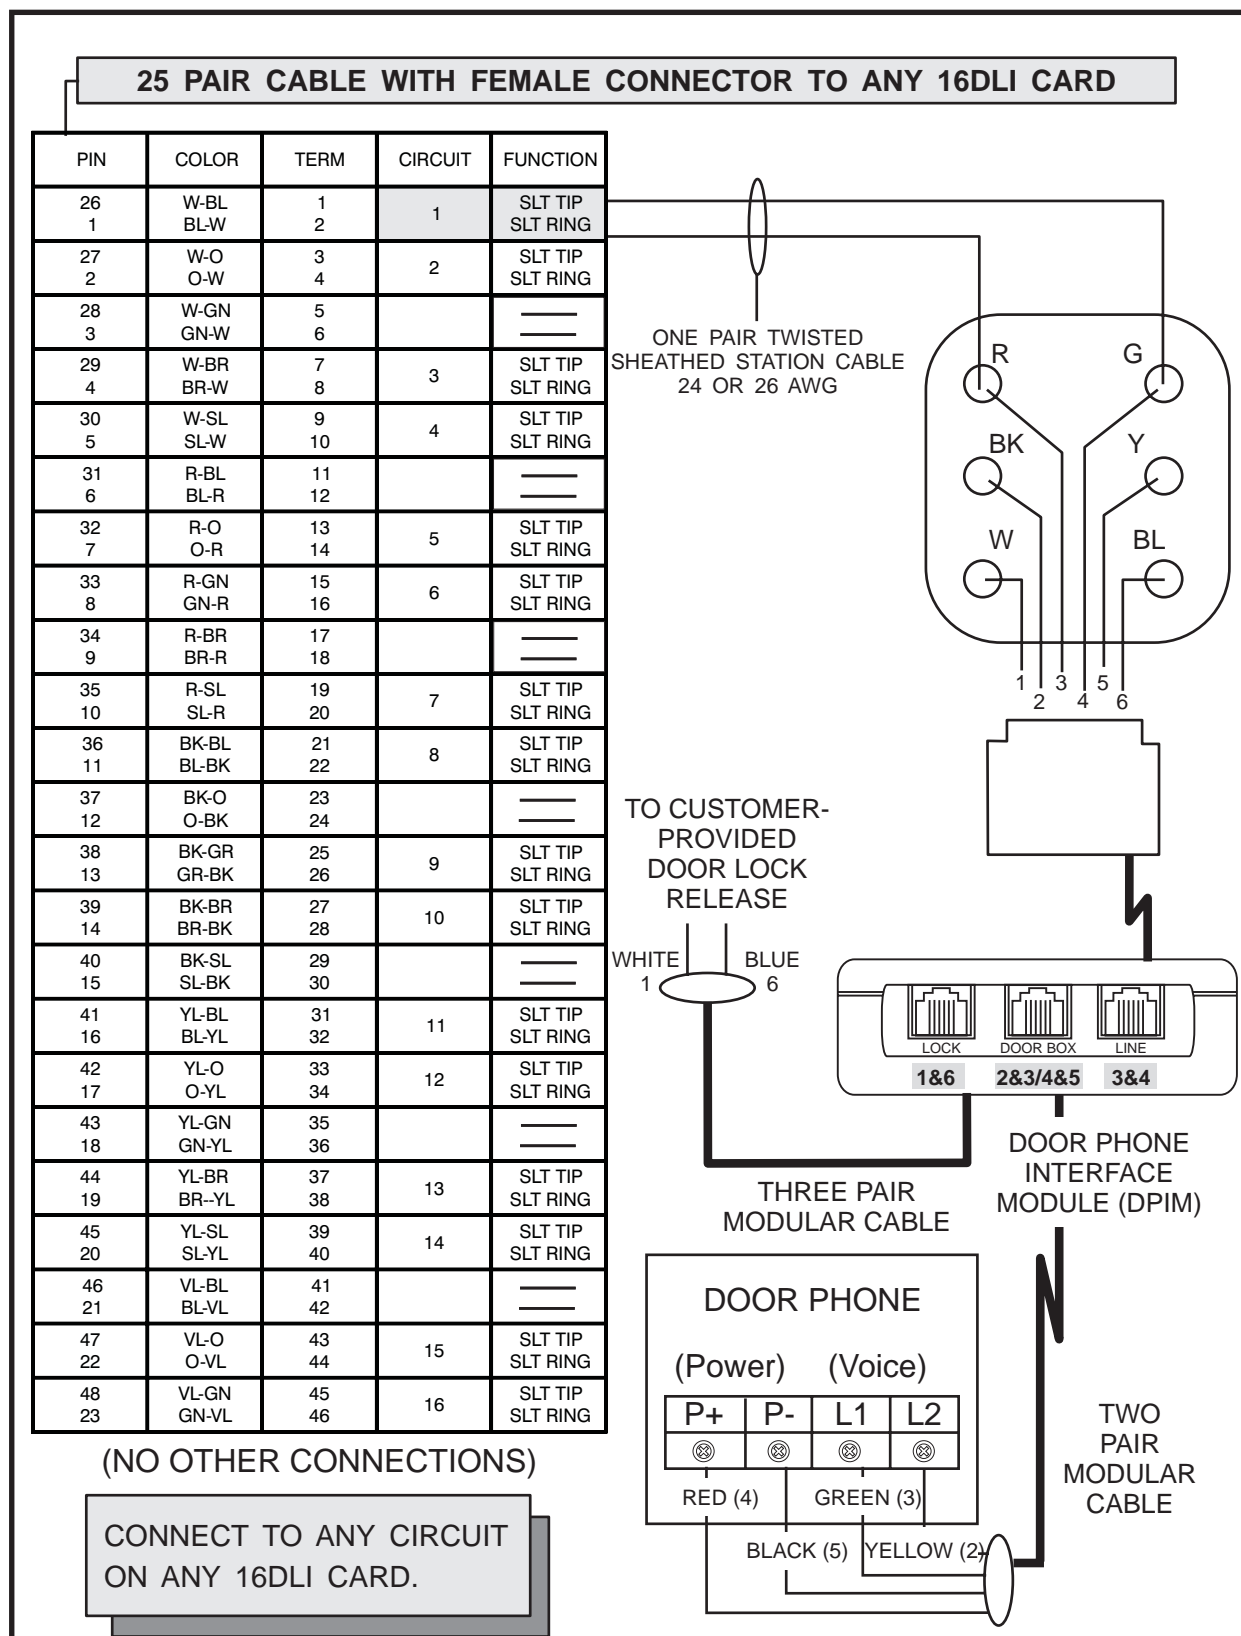 25 PAIR CABLE WITH FEMALE CONNECTOR TO ANY 16DLI CARD
PIN COLOR TERM CIRCUIT FUNCTION
26 W-BL 1 SLT TIP
1
1 BL-W 2 SLT RING
27 W-O 3 SLT TIP
2
2 O-W 4 SLT RING
28 W-GN 5
3 GN-W 6
29 W-BR 7 SLT TIP
3
4 BR-W 8 SLT RING
30 W-SL 9 SLT TIP
4
5 SL-W 10 SLT RING
31 R-BL 11
6 BL-R 12
32 R-O 13 SLT TIP
5
7 O-R 14 SLT RING
33 R-GN 15 SLT TIP
6
8 GN-R 16 SLT RING
34 R-BR 17
9 BR-R 18
35 R-SL 19 SLT TIP
7
10 SL-R 20 SLT RING
36 BK-BL 21 SLT TIP
8
11 BL-BK 22 SLT RING
37 BK-O 23
12 O-BK 24
38 BK-GR 25 SLT TIP
9
13 GR-BK 26 SLT RING
39 BK-BR 27 SLT TIP
10
14 BR-BK 28 SLT RING
40 BK-SL 29
15 SL-BK 30
41 YL-BL 31 SLT TIP
11
16 BL-YL 32 SLT RING
42 YL-O 33 SLT TIP
12
17 O-YL 34 SLT RING
43 YL-GN 35
18 GN-YL 36
44 YL-BR 37 SLT TIP
13
19 BR--YL 38 SLT RING
45 YL-SL 39 SLT TIP
14
20 SL-YL 40 SLT RING
46 VL-BL 41
21 BL-VL 42
47 VL-O 43 SLT TIP
15
22 O-VL 44 SLT RING
48 VL-GN 45 SLT TIP
16
23 GN-VL 46 SLT RING
(NO OTHER CONNECTIONS)
CONNECT TO ANY CIRCUIT
ON ANY 16DLI CARD.
ONE PAIR TWISTED
SHEATHED STATION CABLE
24 OR 26 AWG
R G
BK Y
W BL
1 2 3 4 5 6
TO CUSTOMER-
PROVIDED
DOOR LOCK
RELEASE
WHITE BLUE
1 6
LOCK DOOR BOX LINE
1&6 2&3/4&5 3&4
DOOR PHONE
INTERFACE
MODULE (DPIM)
THREE PAIR
MODULAR CABLE
DOOR PHONE
(Power) (Voice)
P+ P- L1 L2
RED (4) GREEN (3)
BLACK (5) YELLOW (2)
TWO
PAIR
MODULAR
CABLE